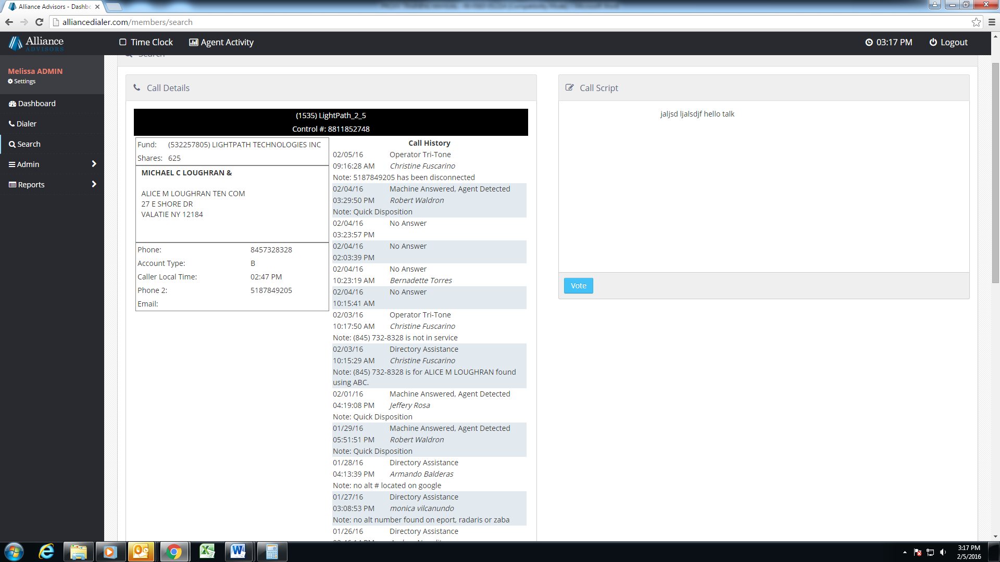 Alliance Advisors - Dashbo
alliancedialer.com/members/search
Alliance
ADVISORS
Time Clock
Agent Activity
03:17 PM
Logout
Melissa ADMIN
Settings
Dashboard
Dialer
Search
Admin
Reports
Search
Call Details
(1535) LightPath_2_5
Control #: 8811852748
Fund: (532257805) LIGHTPATH TECHNOLOGIES INC
Shares: 625
MICHAEL C LOUGHRAN &
ALICE M LOUGHRAN TEN COM
27 E SHORE DR
VALATIE NY 12184
Phone: 8457328328
Account Type: B
Caller Local Time: 02:47 PM
Phone 2: 5187849205
Email:
Call History
02/05/16 Operator Tri-Tone
09:16:28 AM Christine Fuscarino
Note: 5187849205 has been disconnected
02/04/16 Machine Answered, Agent Detected
03:29:50 PM Robert Waldron
Note: Quick Disposition
02/04/16 No Answer
03:23:57 PM
02/04/16 No Answer
02:03:39 PM
02/04/16 No Answer
10:23:19 AM Bernadette Torres
02/04/16 No Answer
10:15:41 AM
02/03/16 Operator Tri-Tone
10:17:50 AM Christine Fuscarino
Note: (845) 732-8328 is not in service
02/03/16 Directory Assistance
10:15:29 AM Christine Fuscarino
Note: (845) 732-8328 is for ALICE M LOUGHRAN found
using ABC.
02/01/16 Machine Answered, Agent Detected
04:19:08 PM Jeffery Rosa
Note: Quick Disposition
01/29/16 Machine Answered, Agent Detected
05:51:51 PM Robert Waldron
Note: Quick Disposition
01/28/16 Directory Assistance
04:13:39 PM Armando Balderas
Note: no alt # located on google
01/27/16 Directory Assistance
03:08:53 PM monica vilcanundo
Note: no alt number found on eport, radaris or zaba
01/26/16 Directory Assistance
Call Script
jaljsd ljalsdjf hello talk
Vote
3:17 PM
2/5/2016